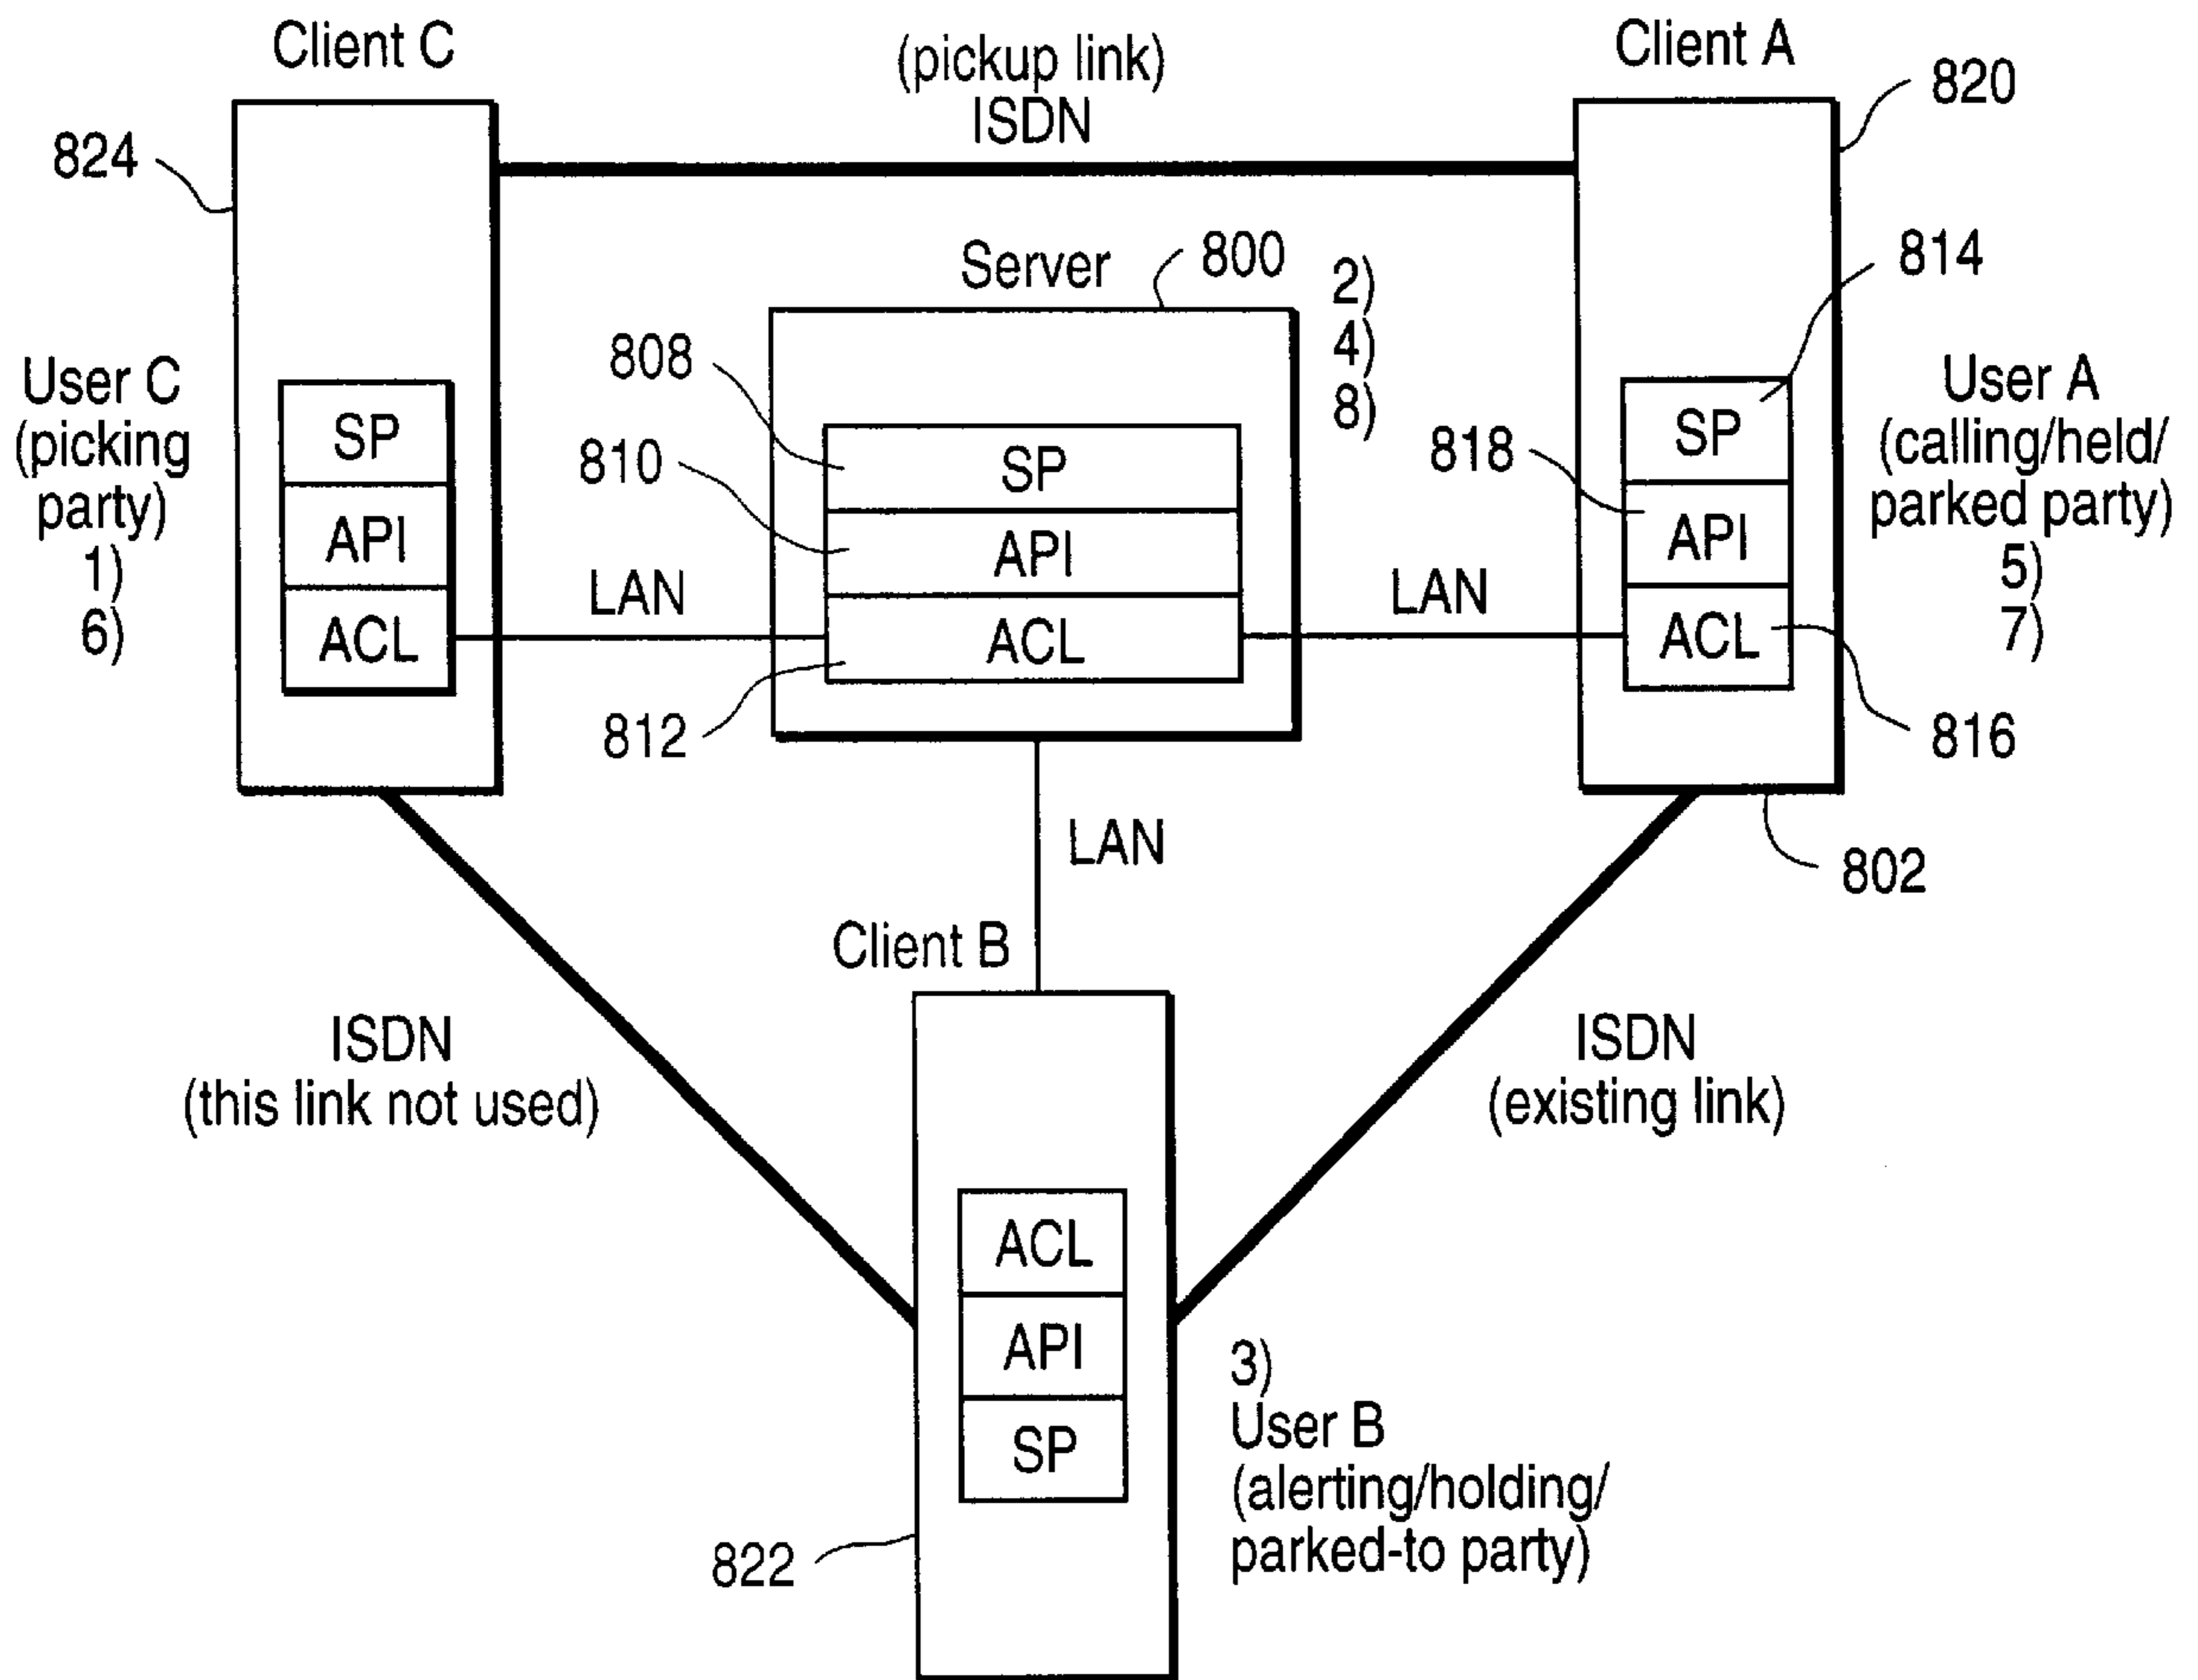 Client C
(pickup link)
ISDN
Client A
820
824
814
Server
800
2)
4)
8)
808
810
818
User C
(picking
party)
1)
6)
SP
API
ACL
SP
API
ACL
SP
API
ACL
User A
(calling/held/
parked party)
5)
7)
LAN
LAN
812
816
802
LAN
Client B
ISDN
(this link not used)
ISDN
(existing link)
ACL
API
SP
3)
User B
(alerting/holding/
parked-to party)
822